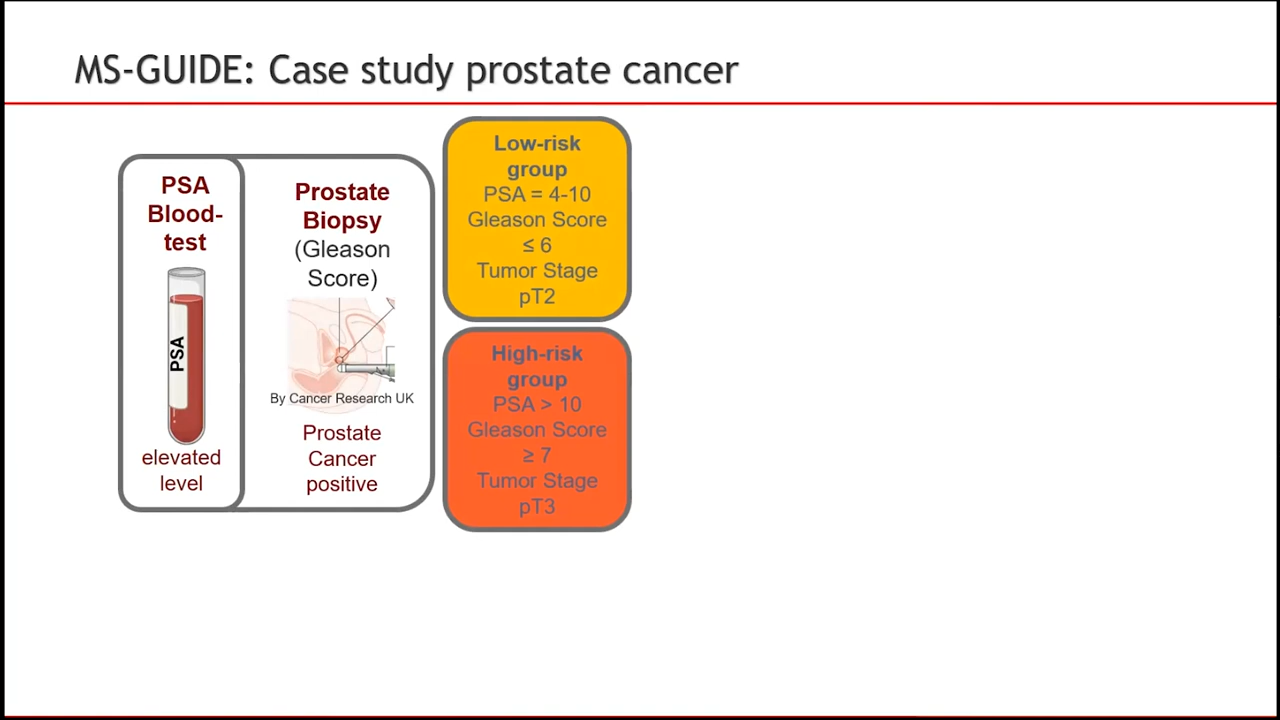 MS-GUIDE: Case study prostate cancer
PSA
Blood-
test
PSA
elevated
level
Prostate
Biopsy
(Gleason
Score)
By Cancer Research UK
Prostate
Cancer
positive
Low-risk
group
PSA = 4-10
Gleason Score
≤ 6
Tumor Stage
pT2
High-risk
group
PSA > 10
Gleason Score
≥ 7
Tumor Stage
pT3